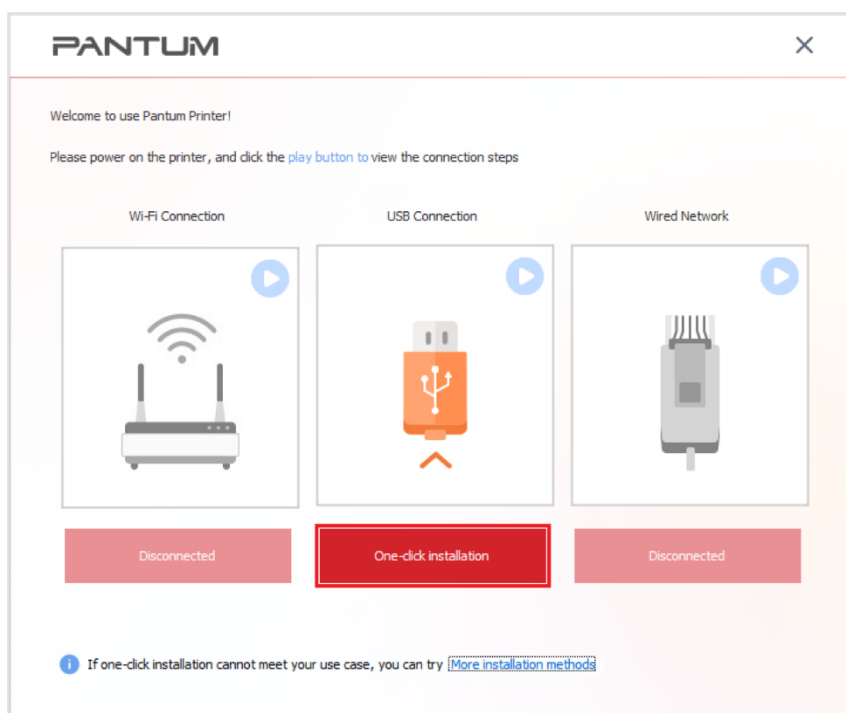 PANTUM
Welcome to use Pantum Printer!
Please power on the printer, and click the play button to view the connection steps
Wi-Fi Connection
USB Connection
Wired Network
Disconnected
One-click installation
Disconnected
If one-click installation cannot meet your use case, you can try More installation methods